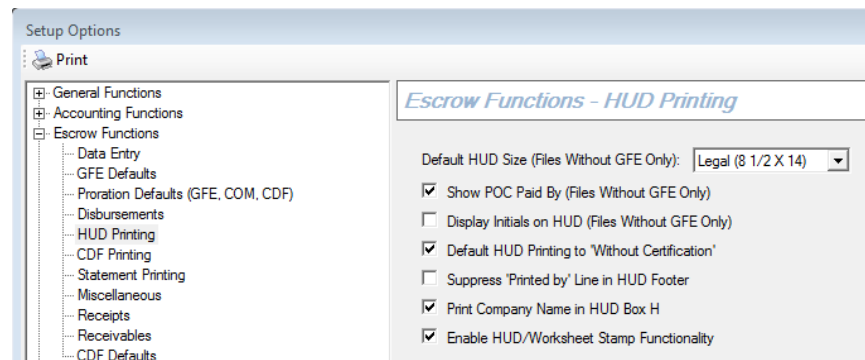 Setup Options
Print
General Functions
Accounting Functions
Escrow Functions
Data Entry
GFE Defaults
Proration Defaults (GFE, COM, CDF)
Disbursements
HUD Printing
CDF Printing
Statement Printing
Miscellaneous
Receipts
Receivables
CDF Defaults
Escrow Functions - HUD Printing
Default HUD Size (Files Without GFE Only): Legal (8 1/2 X 14)
Show POC Paid By (Files Without GFE Only)
Display Initials on HUD (Files Without GFE Only)
Default HUD Printing to 'Without Certification'
Suppress 'Printed by' Line in HUD Footer
Print Company Name in HUD Box H
Enable HUD/Worksheet Stamp Functionality